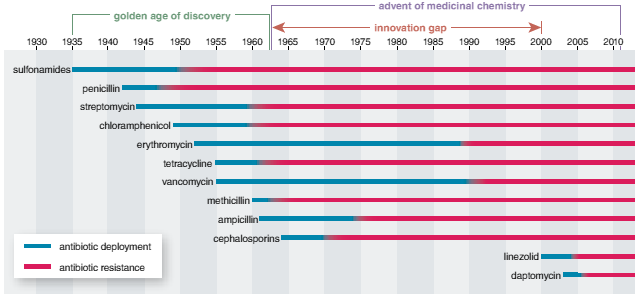 advent of medicinal chemistry
golden age of discovery
innovation gap
1930 1935 1940 1945 1950 1955 1960 1965 1970 1975 1980 1985 1990 1995 2000 2005 2010
sulfonamides
penicillin
streptomycin
chloramphenicol
erythromycin
tetracycline
vancomycin
methicillin
ampicillin
cephalosporins
antibiotic deployment
antibiotic resistance
linezolid
daptomycin